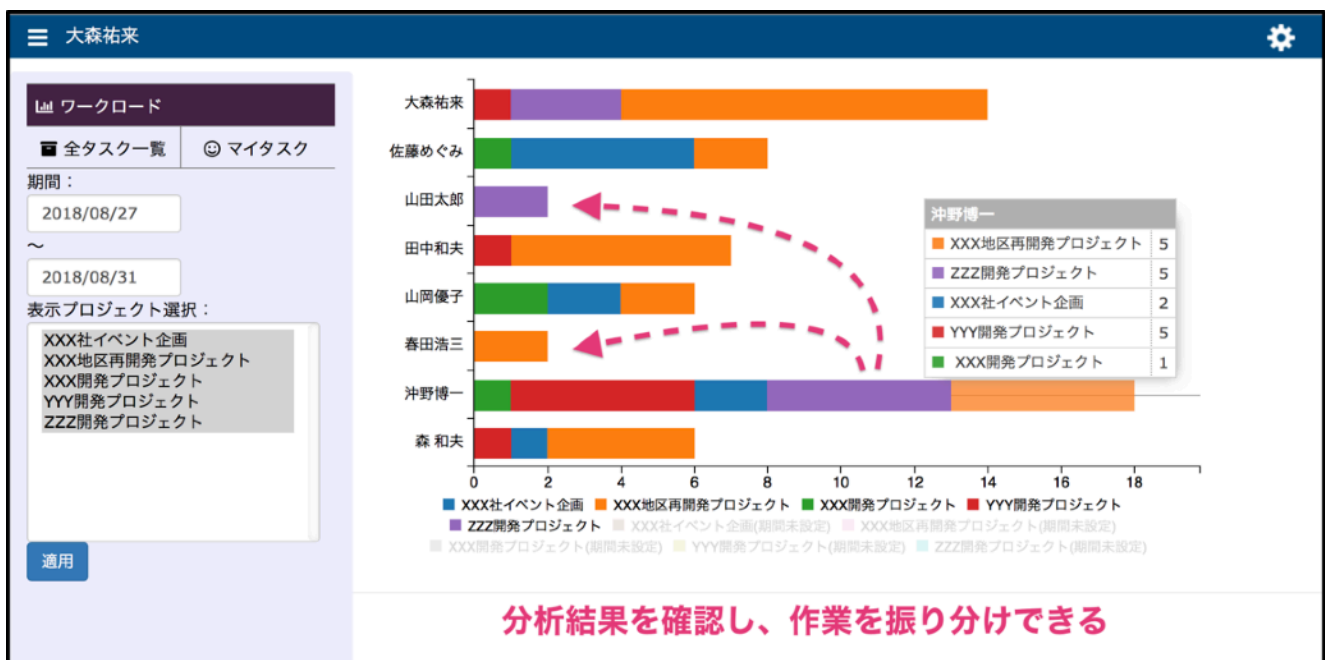 大森祐来
ワークロード
全タスク一覧 マイタスク
期間：
2018/08/27
～
2018/08/31
表示プロジェクト選択：
XXX社イベント企画
XXX地区再開発プロジェクト
XXX開発プロジェクト
YYY開発プロジェクト
ZZZ開発プロジェクト
適用
大森祐来
佐藤めぐみ
山田太郎
田中和夫
山岡優子
春田浩三
沖野博一
森 和夫
0 2 4 6 8 10 12 14 16 18
沖野博一
XXX地区再開発プロジェクト 5
ZZZ開発プロジェクト 5
XXX社イベント企画 2
YYY開発プロジェクト 5
XXX開発プロジェクト 1
XXX社イベント企画 XXX地区再開発プロジェクト XXX開発プロジェクト YYY開発プロジェクト
ZZZ開発プロジェクト XXX社イベント企画(期間未設定) XXX地区再開発プロジェクト(期間未設定)
XXX開発プロジェクト(期間未設定) YYY開発プロジェクト(期間未設定) ZZZ開発プロジェクト(期間未設定)
分析結果を確認し、作業を振り分けできる